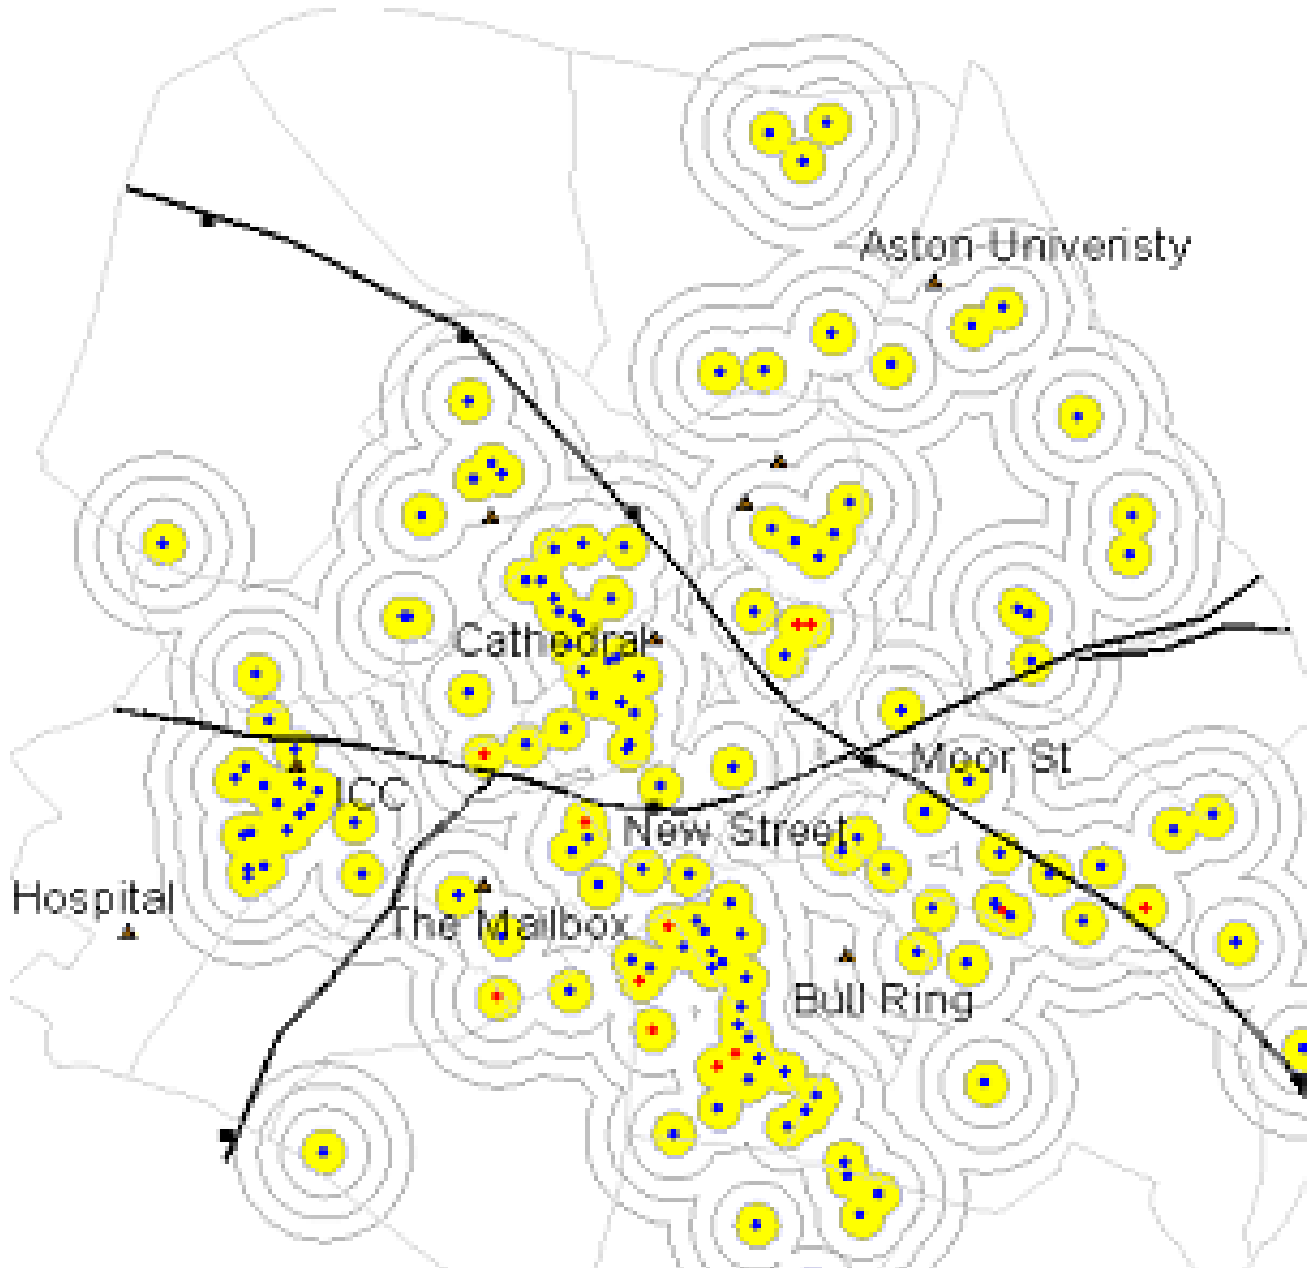 Aston Univeristy
Cathedral
Moor St
ICC
New Street
Hospital
The Mailbox
Bull Ring